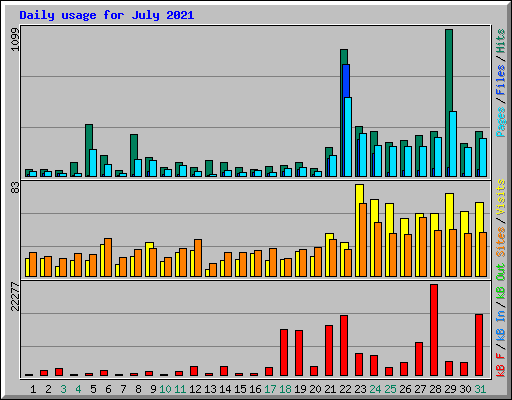 Daily usage for July 2021
1099
Pages / Files / Hits
83
Sites / Visits
22277
kB F / kB In / kB Out
1 2 3 4 5 6 7 8 9 10 11 12 13 14 15 16 17 18 19 20 21 22 23 24 25 26 27 28 29 30 31